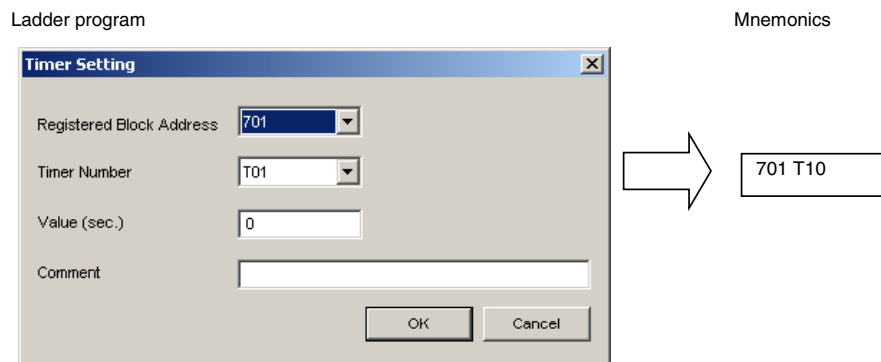 Ladder program
Mnemonics
Timer Setting
Registered Block Address
701
Timer Number
T01
701 T10
Value (sec.)
0
Comment
OK
Cancel